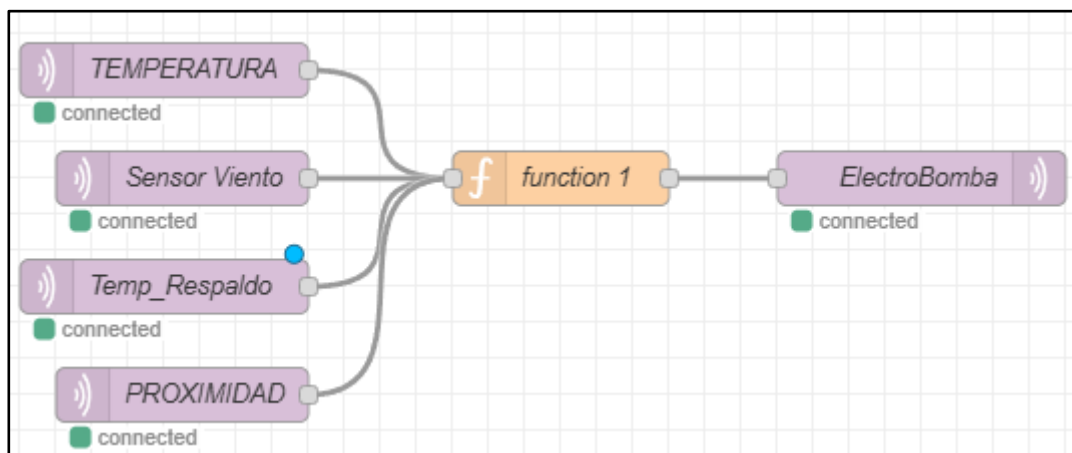 TEMPERATURA
connected
Sensor Viento
connected
Temp_Respaldo
connected
PROXIMIDAD
connected
function 1
ElectroBomba
connected